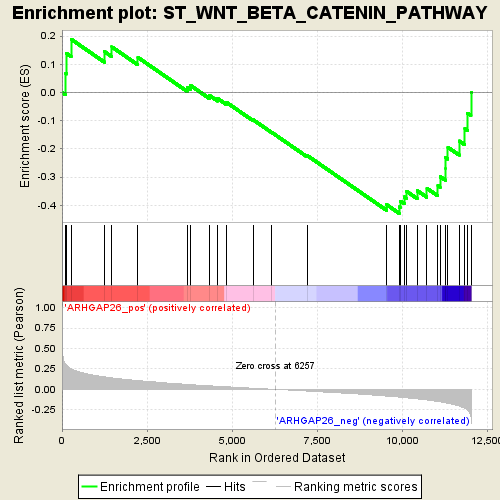 Enrichment plot: ST_WNT_BETA_CATENIN_PATHWAY
Enrichment score (ES)
0.2
0.1
0.0
-0.1
-0.2
-0.3
-0.4
'ARHGAP26_pos' (positively correlated)
Ranked list metric (Pearson)
1.00
0.75
0.50
0.25
0.00
-0.25
Zero cross at 6257
'ARHGAP26_neg' (negatively correlated)
0
2,500
5,000
7,500
10,000
12,500
Rank in Ordered Dataset
Enrichment profile
Hits
Ranking metric scores